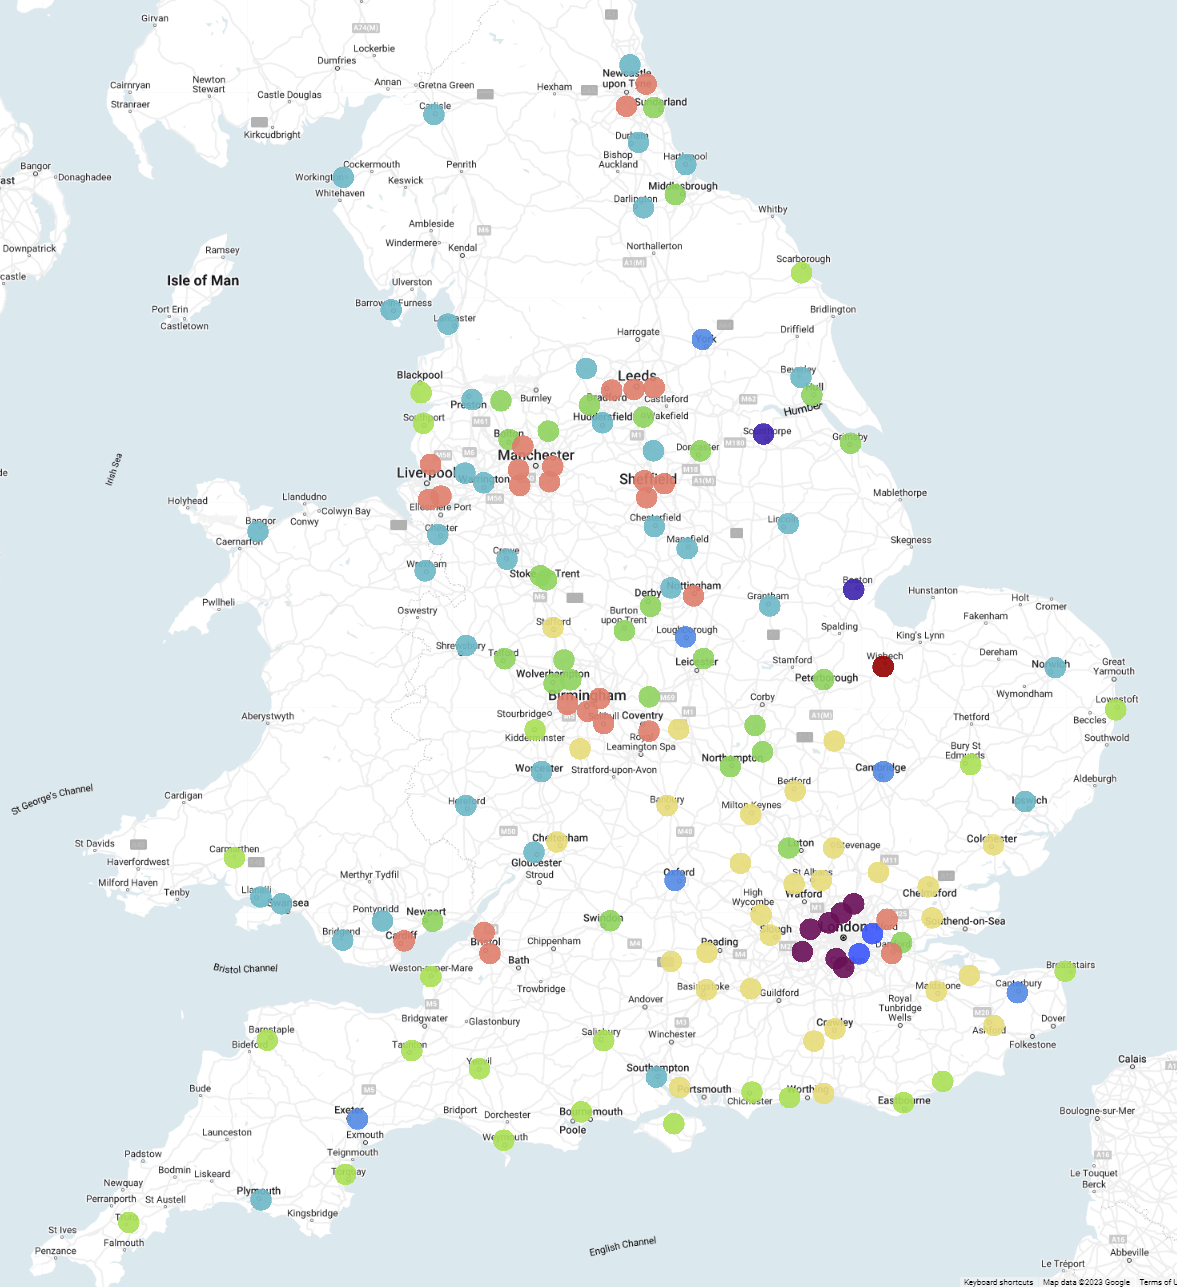 Girvan
A74(M)
Lockerbie
Dumfries
Newcastle
upon Tyne
Cairnryan
Newton
Stewart
Annan
Gretna Green
Hexham
Castle Douglas
Stranraer
Carlisle
Sunderland
Kirkcudbright
Durham
Bangor
Donaghadee
Cockermouth
Penrith
Bishop
Auckland
Hartlepool
ast
Workington
Keswick
Middlesbrough
Whitehaven
Darlington
Whitby
Ambleside
M6
Downpatrick
Ramsey
Windermere
Kendal
Northallerton
A1(M)
Scarborough
castle
Isle of Man
Ulverston
Port Erin
Barrow-in-Furness
Bridlington
Castletown
Lancaster
Harrogate
York
Driffield
Blackpool
Leeds
Beverley
Preston
Burnley
Bradford
Castleford
M62
Hull
Southport
Huddersfield
Wakefield
Humber
M61
Bolton
M1
Scunthorpe
Grimsby
Manchester
M58
M6
Doncaster
M180
Irish Sea
Liverpool
Warrington
Sheffield
M18
A1(M)
M56
Holyhead
Llandudno
Colwyn Bay
Ellesmere Port
Mablethorpe
Bangor
Conwy
Chester
Chesterfield
Lincoln
Caernarfon
Mansfield
Skegness
Wrexham
Crewe
Stoke-on-Trent
Nottingham
Boston
Pwllheli
Oswestry
M6
Derby
Grantham
Hunstanton
Holt
Cromer
Burton
upon Trent
Stafford
Loughborough
Spalding
Fakenham
King's Lynn
Shrewsbury
Telford
Leicester
Stamford
Wisbech
Dereham
Norwich
Great
Yarmouth
Wolverhampton
Peterborough
Birmingham
M69
Corby
Wymondham
Lowestoft
Aberystwyth
Stourbridge
Coventry
M1
A1(M)
Thetford
Beccles
Kidderminster
Royal
Leamington Spa
Southwold
Northampton
Bury St
Edmunds
Worcester
Stratford-upon-Avon
Cambridge
Aldeburgh
St George's Channel
Cardigan
Hereford
Banbury
Bedford
Milton Keynes
Ipswich
St Davids
M50
Cheltenham
M40
Luton
Stevenage
Colchester
Haverfordwest
Carmarthen
Gloucester
M11
Milford Haven
Merthyr Tydfil
Stroud
Oxford
St Albans
Watford
Chelmsford
Tenby
Llanelli
Swansea
High
Wycombe
M1
Pontypridd
Newport
Swindon
M25
Southend-on-Sea
Bridgend
Cardiff
Bristol
Chippenham
M4
Slough
London
Reading
M4
Bristol Channel
Bath
Weston-super-Mare
Trowbridge
Basingstoke
Guildford
Maidstone
Broadstairs
Canterbury
M5
Andover
Royal
Tunbridge
Wells
Dover
M20
Bridgwater
Glastonbury
M3
Crawley
Ashford
Barnstaple
Salisbury
Winchester
Folkestone
Bideford
Taunton
Yeovil
Southampton
Calais
Bude
M5
Portsmouth
Chichester
Worthing
Eastbourne
Exeter
Bridport
Dorchester
Bournemouth
Poole
Boulogne-sur-Mer
Launceston
Exmouth
Weymouth
Padstow
Teignmouth
A16
Bodmin
Liskeard
Torquay
Le Touquet
Berck
Newquay
Plymouth
Perranporth
St Austell
Kingsbridge
St Ives
Truro
Penzance
Falmouth
English Channel
A16
Abbeville
Le Tréport
Keyboard shortcuts
Map data ©2023 Google
Terms of U